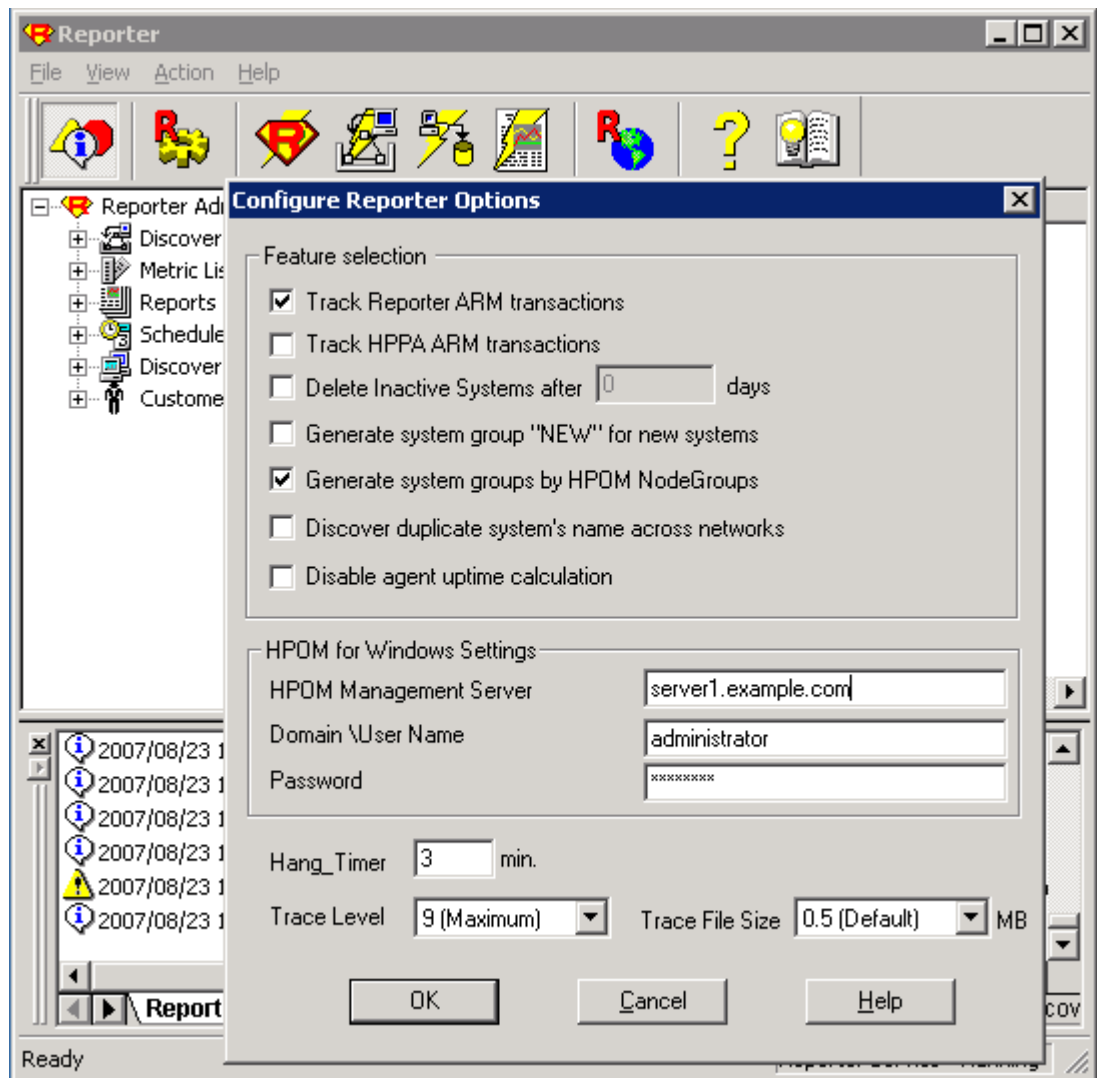 Reporter
File View Action Help
Reporter Adm
Discover
Metric Lis
Reports
Schedule
Discover
Custome
Configure Reporter Options
Feature selection
Track Reporter ARM transactions
Track HPPA ARM transactions
Delete Inactive Systems after 0 days
Generate system group "NEW" for new systems
Generate system groups by HPOM NodeGroups
Discover duplicate system's name across networks
Disable agent uptime calculation
HPOM for Windows Settings
HPOM Management Server server1.example.com
Domain \User Name administrator
Password ********
Hang_Timer 3 min.
Trace Level 9 (Maximum) Trace File Size 0.5 (Default) MB
OK Cancel Help
2007/08/23 1
2007/08/23 1
2007/08/23 1
2007/08/23 1
2007/08/23 1
2007/08/23 1
Report
cov
Ready